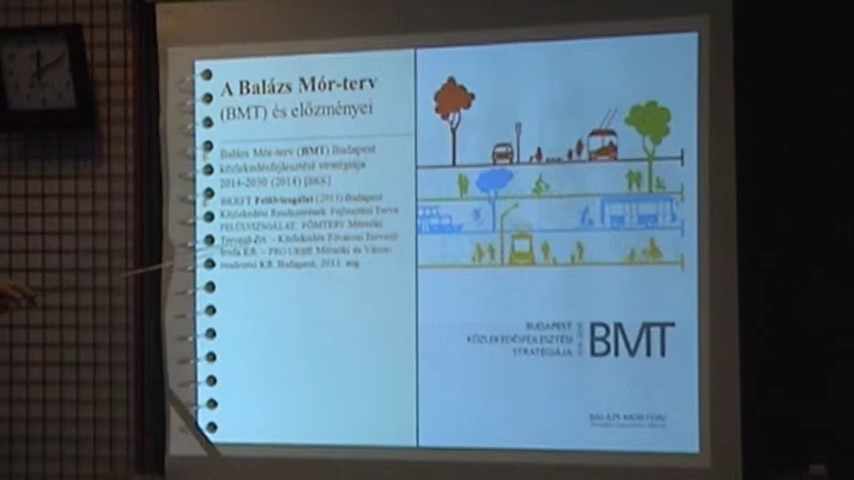 A Balázs Mór-terv
(BMT) és előzményei
Balázs Mór-terv (BMT) Budapest
közlekedésfejlesztési stratégiája
2014-2030 (2014) [BKK]
BKRFT Felülvizsgálat (2013) Budapest
Közlekedési Rendszerének Fejlesztési Terve
FELÜLVIZSGÁLAT. FŐMTERV Mérnöki
Tervező Zrt. – Közlekedés Fővárosi Tervező
Iroda Kft. – PRO URBE Mérnöki és Város-
rendezési Kft. Budapest, 2013. aug.
BUDAPEST
KÖZLEKEDÉSFEJLESZTÉSI
STRATÉGIÁJA
BMT
BALÁZS MÓR-TERV